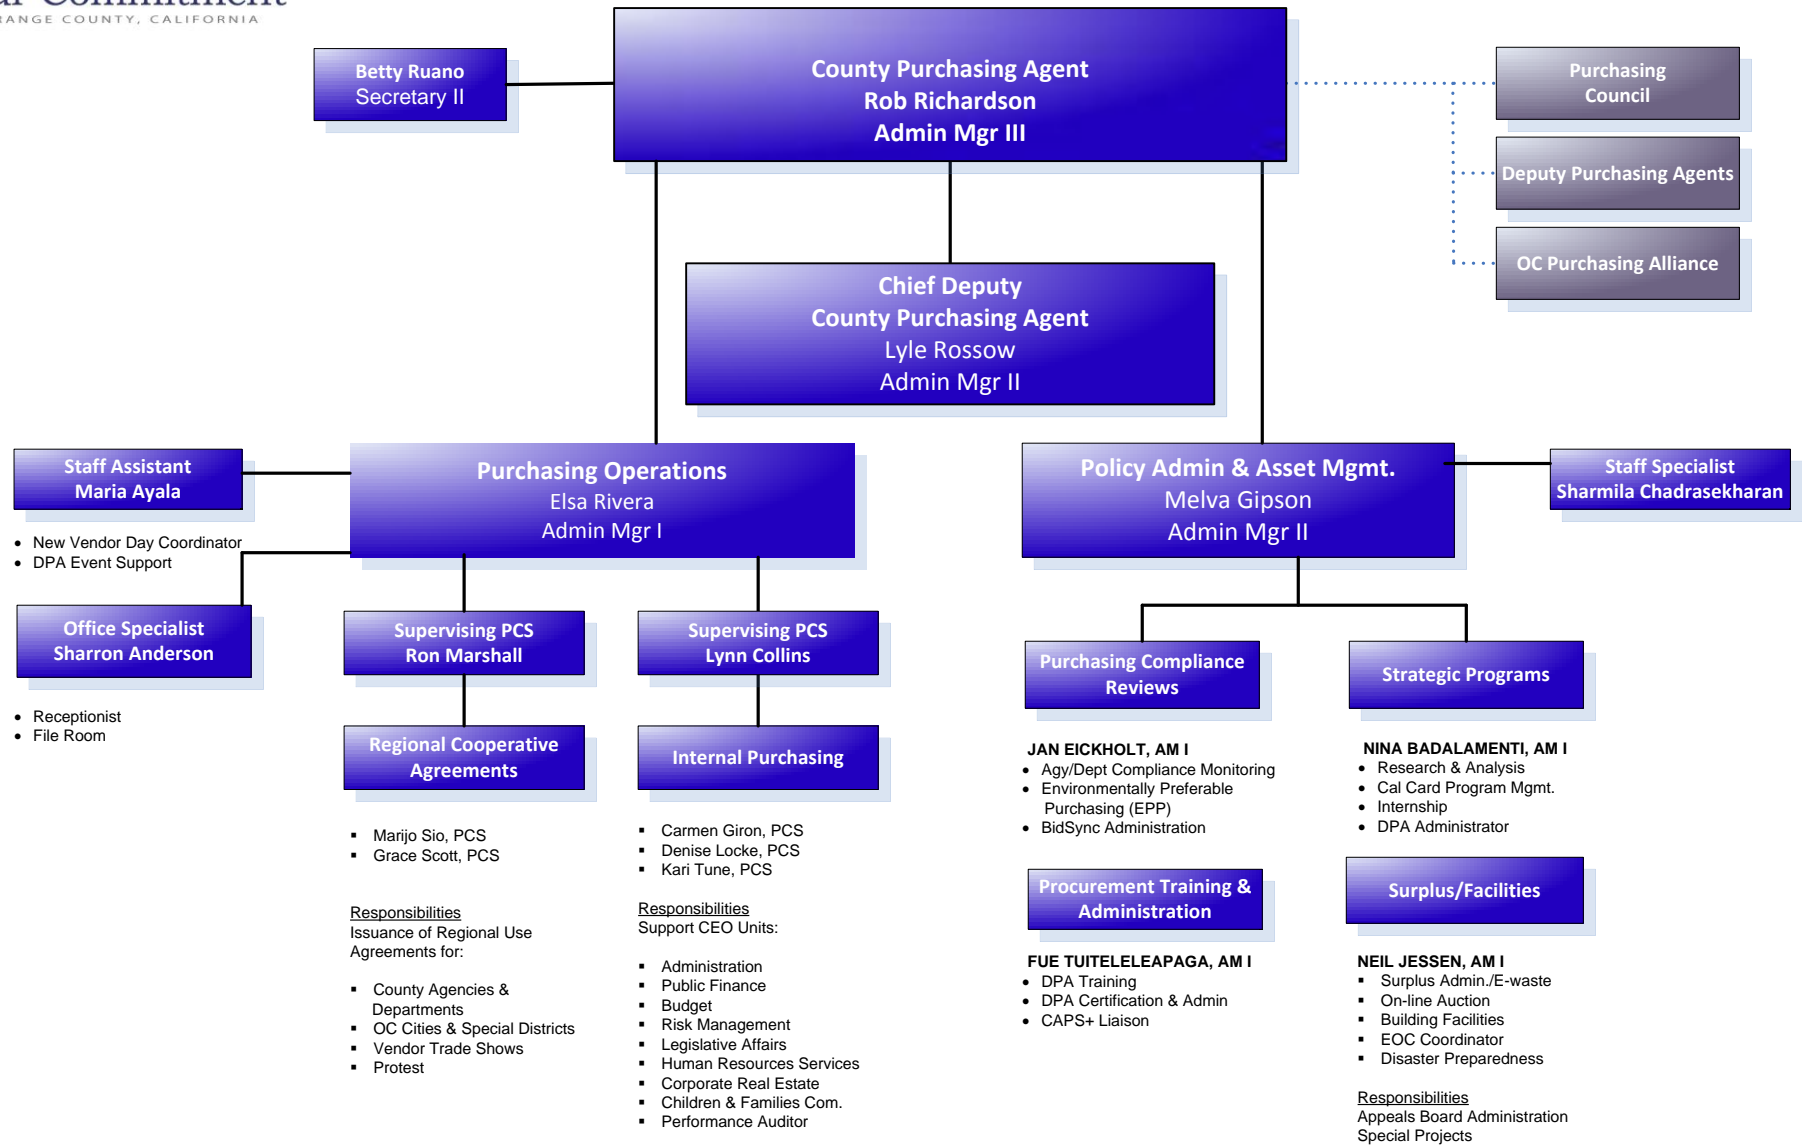 ORANGE COUNTY, CALIFORNIA
Betty Ruano
Secretary II
County Purchasing Agent
Rob Richardson
Admin Mgr III
Purchasing
Council
Deputy Purchasing Agents
OC Purchasing Alliance
Chief Deputy
County Purchasing Agent
Lyle Rossow
Admin Mgr II
Staff Assistant
Maria Ayala
• New Vendor Day Coordinator
• DPA Event Support
Purchasing Operations
Elsa Rivera
Admin Mgr I
Policy Admin & Asset Mgmt.
Melva Gipson
Admin Mgr II
Staff Specialist
Sharmila Chadrasekharan
Office Specialist
Sharron Anderson
• Receptionist
• File Room
Supervising PCS
Ron Marshall
Regional Cooperative
Agreements
▪ Marijo Sio, PCS
▪ Grace Scott, PCS
Responsibilities
Issuance of Regional Use
Agreements for:
▪ County Agencies &
Departments
▪ OC Cities & Special Districts
▪ Vendor Trade Shows
▪ Protest
Supervising PCS
Lynn Collins
Internal Purchasing
▪ Carmen Giron, PCS
▪ Denise Locke, PCS
▪ Kari Tune, PCS
Responsibilities
Support CEO Units:
▪ Administration
▪ Public Finance
▪ Budget
▪ Risk Management
▪ Legislative Affairs
▪ Human Resources Services
▪ Corporate Real Estate
▪ Children & Families Com.
▪ Performance Auditor
Purchasing Compliance
Reviews
JAN EICKHOLT, AM I
• Agy/Dept Compliance Monitoring
• Environmentally Preferable
Purchasing (EPP)
• BidSync Administration
Procurement Training &
Administration
FUE TUITELELEAPAGA, AM I
• DPA Training
• DPA Certification & Admin
• CAPS+ Liaison
Strategic Programs
NINA BADALAMENTI, AM I
• Research & Analysis
• Cal Card Program Mgmt.
• Internship
• DPA Administrator
Surplus/Facilities
NEIL JESSEN, AM I
▪ Surplus Admin./E-waste
▪ On-line Auction
▪ Building Facilities
▪ EOC Coordinator
▪ Disaster Preparedness
Responsibilities
Appeals Board Administration
Special Projects